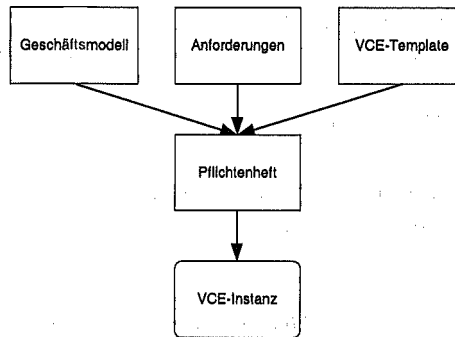 Geschäftsmodell
Anforderungen
VCE-Template
Pflichtenheft
VCE-Instanz